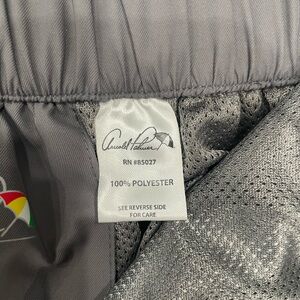 Arnold Palmer
RN #85027
100% POLYESTER
SEE REVERSE SIDE
FOR CARE